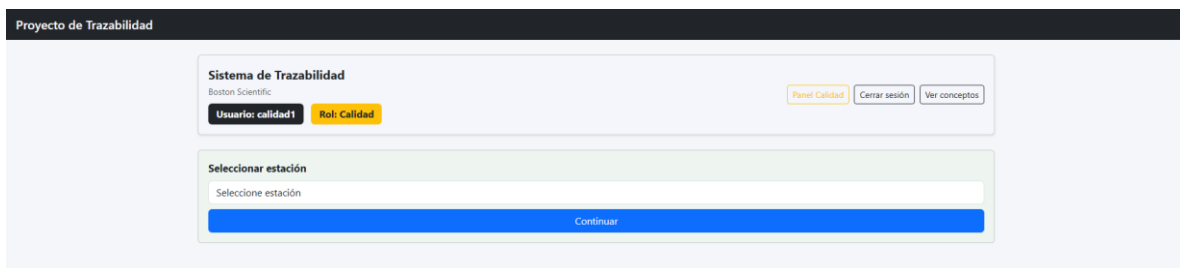 Proyecto de Trazabilidad
Sistema de Trazabilidad
Boston Scientific
Usuario: calidad1 Rol: Calidad
Panel Calidad Cerrar sesión Ver conceptos
Seleccionar estación
Seleccione estación
Continuar